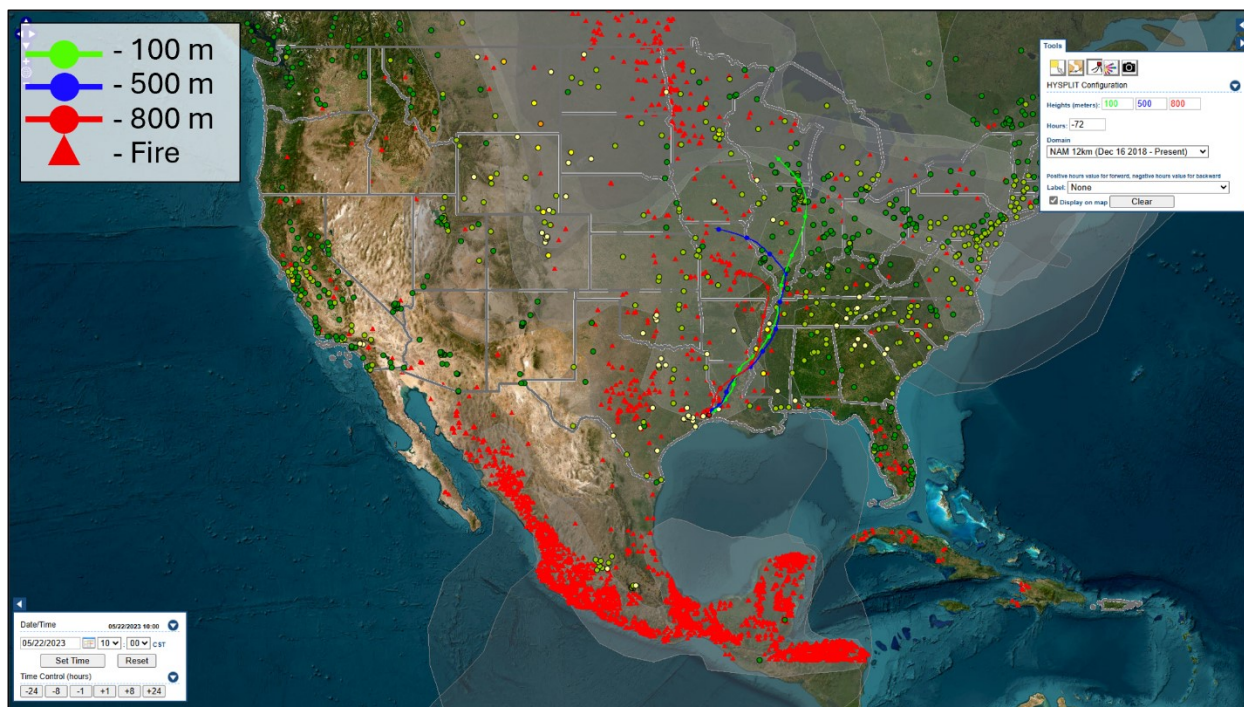 - 100 m
- 500 m
- 800 m
- Fire
Tools
HYSPLIT Configuration
Heights (meters): 100 500 800
Hours: -72
Domain
NAM 12km (Dec 16 2018 - Present)
Positive hours value for forward, negative hours value for backward
Label: None
Display on map Clear
Date/Time 05/22/2023 10:00
05/22/2023 10 : 00 CST
Set Time Reset
Time Control (hours)
-24 -8 -1 +1 +8 +24